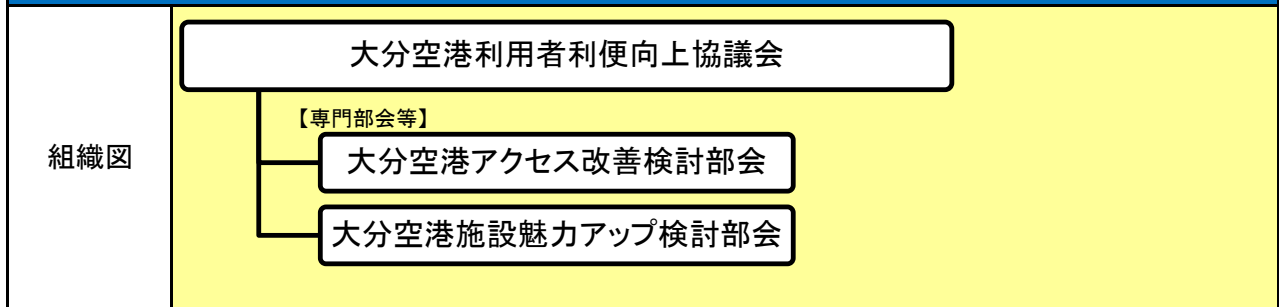 組織図
大分空港利用者利便向上協議会
【専門部会等】
大分空港アクセス改善検討部会
大分空港施設魅力アップ検討部会